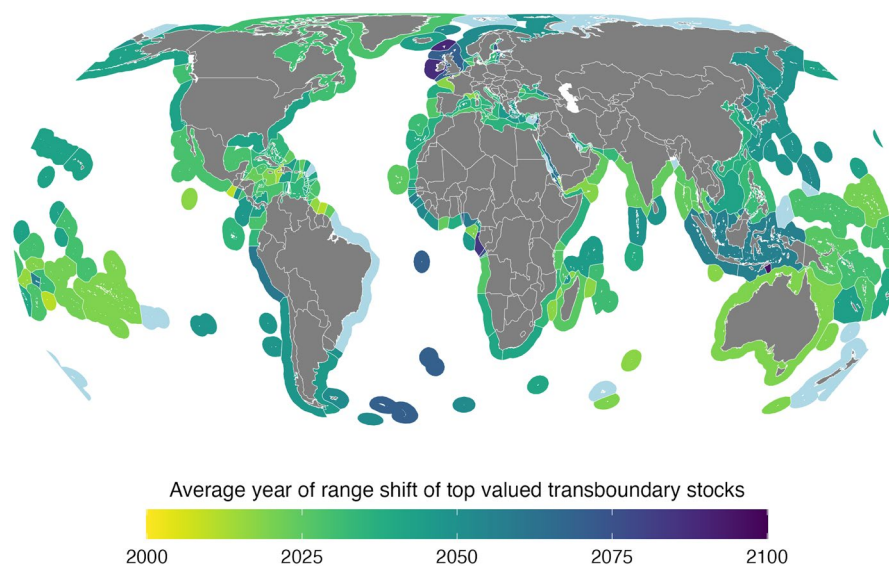 Average year of range shift of top valued transboundary stocks
2000 2025 2050 2075 2100